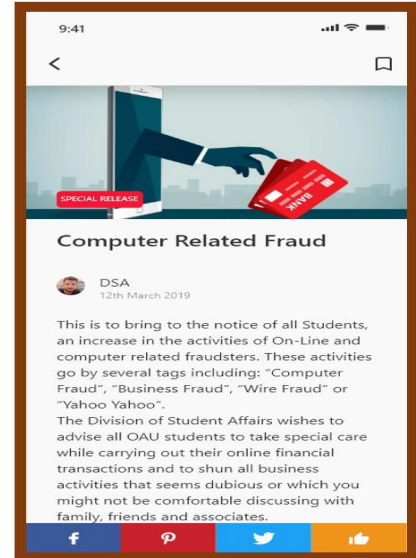 9:41
SPECIAL RELEASE
BANK
Computer Related Fraud
DSA
12th March 2019
This is to bring to the notice of all Students,
an increase in the activities of On-Line and
computer related fraudsters. These activities
go by several tags including: “Computer
Fraud”, “Business Fraud”, “Wire Fraud” or
“Yahoo Yahoo”.
The Division of Student Affairs wishes to
advise all OAU students to take special care
while carrying out their online financial
transactions and to shun all business
activities that seems dubious or which you
might not be comfortable discussing with
family, friends and associates.